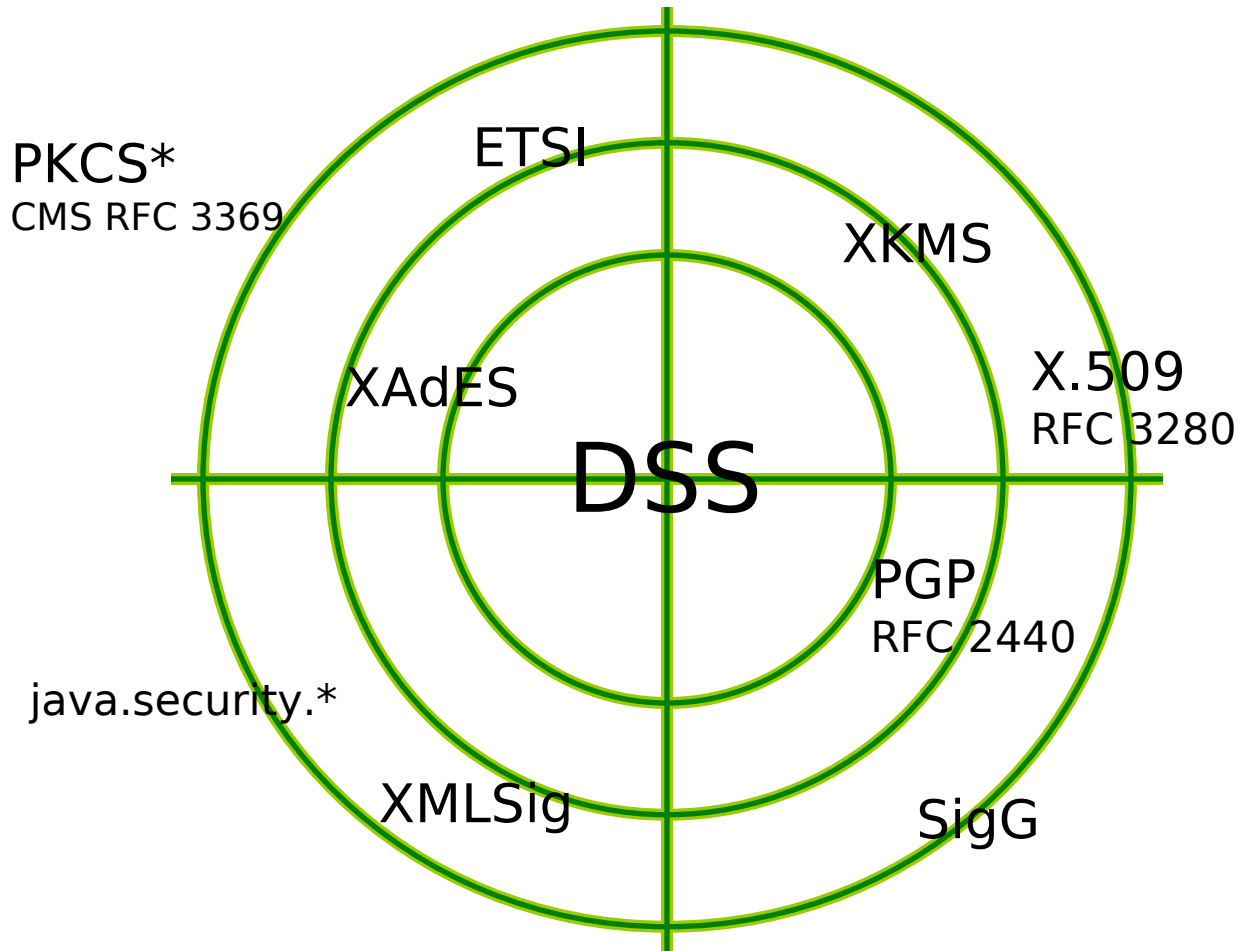 ETSI
PKCS*
CMS RFC 3369
XKMS
X.509
RFC 3280
XAdES
DSS
PGP
RFC 2440
java.security.*
XMLSig
SigG